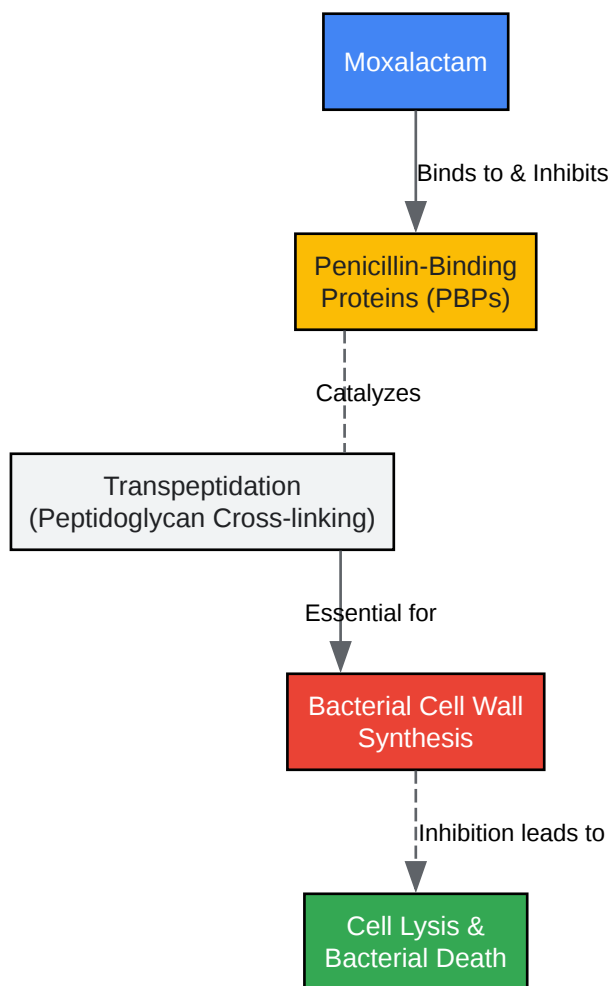 Moxalactam
Binds to & Inhibits
Penicillin-Binding
Proteins (PBPs)
Catalyzes
Transpeptidation
(Peptidoglycan Cross-linking)
Essential for
Bacterial Cell Wall
Synthesis
Inhibition leads to
Cell Lysis &
Bacterial Death